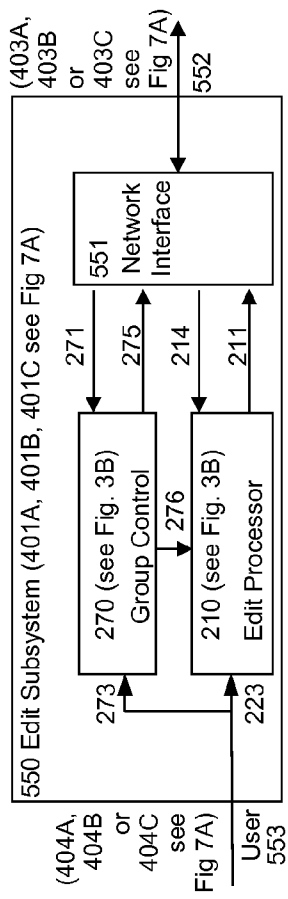 550 Edit Subsystem (401A, 401B, 401C see Fig 7A)
(404A,
404B
or
404C
see
Fig 7A)
User
553
273
223
270 (see Fig. 3B)
Group Control
276
210 (see Fig. 3B)
Edit Processor
271
275
214
211
551
Network
Interface
(403A,
403B
or
403C
see
Fig 7A)
552